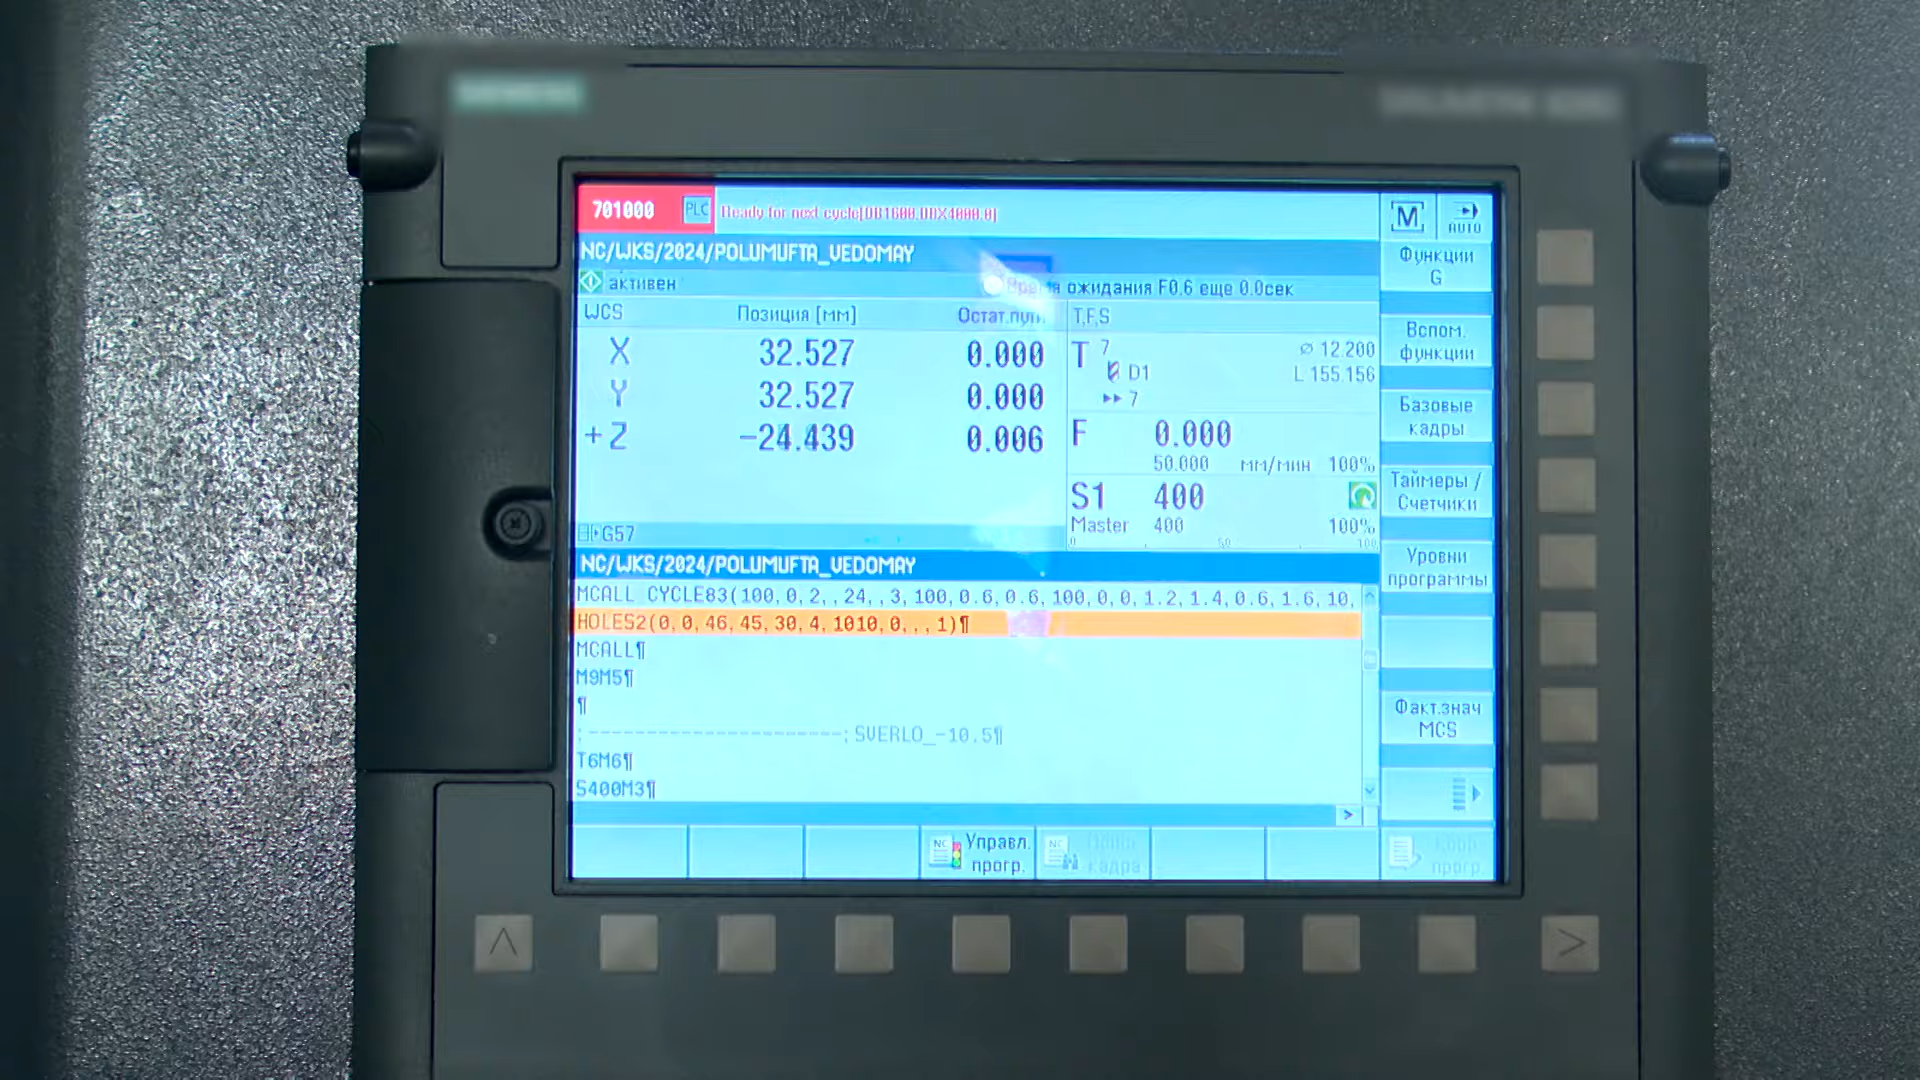 701000 PLC Ready for next cycle[DB1600.DBX4000.0]
M AUTO
NC/WKS/2024/POLUMUFTA_VEDOMAY
активен
Время ожидания F0.6 еще 0.0сек
WCS Позиция [мм] Остат.пут.
X 32.527 0.000
Y 32.527 0.000
+ Z -24.439 0.006
G57
T,F,S
T 7 ⌀ 12.200
D1 L 155.156
▸▸ 7
F 0.000
50.000 мм/мин 100%
S1 400
Master 400 100%
0 50 100
NC/WKS/2024/POLUMUFTA_VEDOMAY
MCALL CYCLE83(100,0,2,,24,,3,100,0.6,0.6,100,0,0,1.2,1.4,0.6,1.6,10,
HOLES2(0,0,46,45,30,4,1010,0,,,1)¶
MCALL¶
M9M5¶
¶
;----------------------;SVERLO_-10.5¶
T6M6¶
S400M3¶
>
Функции
G
Вспом.
функции
Базовые
кадры
Таймеры /
Счетчики
Уровни
программы
Факт.знач
MCS
NC Управл.
прогр.
NC Поиск
кадра
Корр.
прогр.